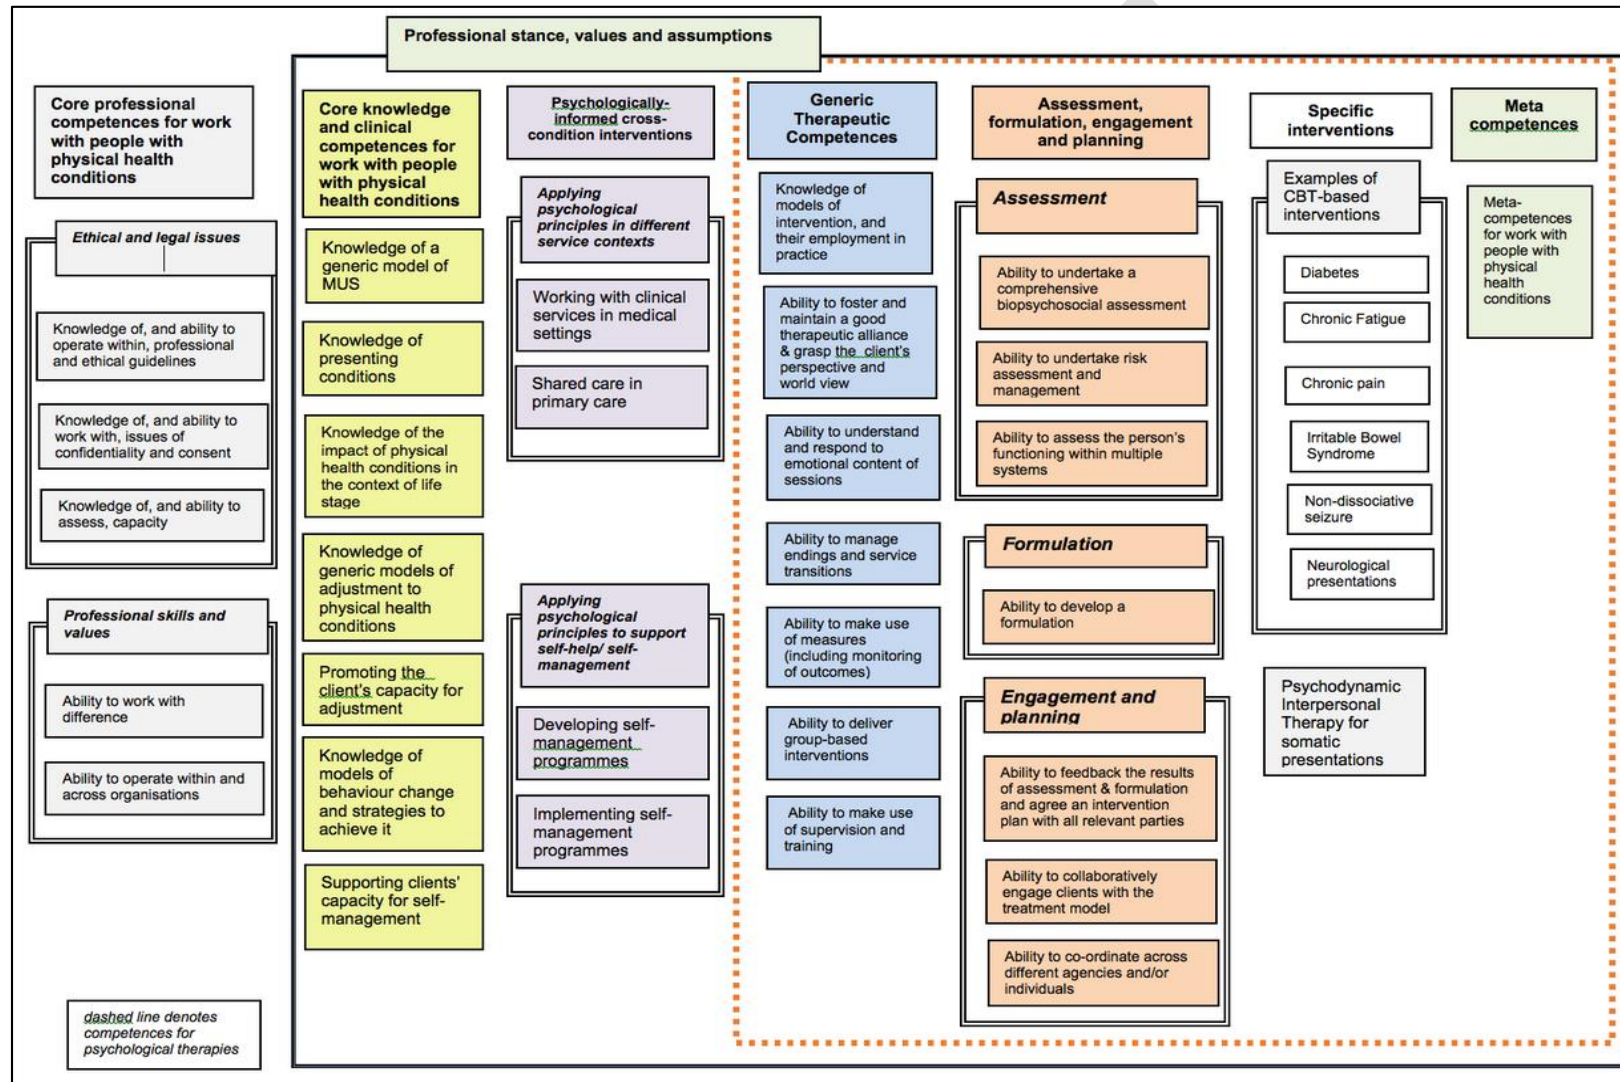 Professional stance, values and assumptions
Core professional
competences for work
with people with
physical health
conditions
Ethical and legal issues
Knowledge of, and ability to
operate within, professional
and ethical guidelines
Knowledge of, and ability to
work with, issues of
confidentiality and consent
Knowledge of, and ability to
assess, capacity
Professional skills and
values
Ability to work with
difference
Ability to operate within and
across organisations
dashed line denotes
competences for
psychological therapies
Core knowledge
and clinical
competences for
work with people
with physical
health conditions
Knowledge of a
generic model of
MUS
Knowledge of
presenting
conditions
Knowledge of the
impact of physical
health conditions in
the context of life
stage
Knowledge of
generic models of
adjustment to
physical health
conditions
Promoting the
client's capacity for
adjustment
Knowledge of
models of
behaviour change
and strategies to
achieve it
Supporting clients'
capacity for self-
management
Psychologically-
informed cross-
condition interventions
Applying
psychological
principles in different
service contexts
Working with clinical
services in medical
settings
Shared care in
primary care
Applying
psychological
principles to support
self-help/ self-
management
Developing self-
management
programmes
Implementing self-
management
programmes
Generic
Therapeutic
Competences
Knowledge of
models of
intervention, and
their employment in
practice
Ability to foster and
maintain a good
therapeutic alliance
& grasp the client's
perspective and
world view
Ability to understand
and respond to
emotional content of
sessions
Ability to manage
endings and service
transitions
Ability to make use
of measures
(including monitoring
of outcomes)
Ability to deliver
group-based
interventions
Ability to make use
of supervision and
training
Assessment,
formulation, engagement
and planning
Assessment
Ability to undertake a
comprehensive
biopsychosocial assessment
Ability to undertake risk
assessment and
management
Ability to assess the person's
functioning within multiple
systems
Formulation
Ability to develop a
formulation
Engagement and
planning
Ability to feedback the results
of assessment & formulation
and agree an intervention
plan with all relevant parties
Ability to collaboratively
engage clients with the
treatment model
Ability to co-ordinate across
different agencies and/or
individuals
Specific
interventions
Examples of
CBT-based
interventions
Diabetes
Chronic Fatigue
Chronic pain
Irritable Bowel
Syndrome
Non-dissociative
seizure
Neurological
presentations
Psychodynamic
Interpersonal
Therapy for
somatic
presentations
Meta
competences
Meta-
competences
for work with
people with
physical
health
conditions